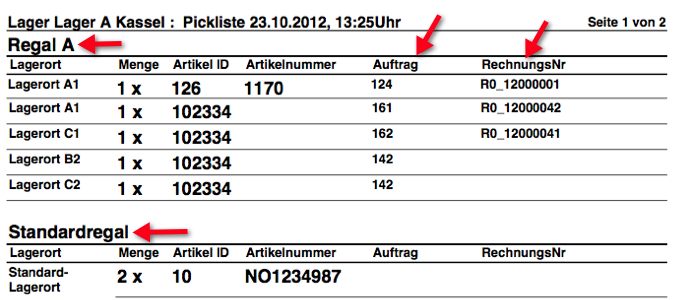 Lager Lager A Kassel : Pickliste 23.10.2012, 13:25Uhr Seite 1 von 2
Regal A
Lagerort Menge Artikel ID Artikelnummer Auftrag RechnungsNr
Lagerort A1 1 x 126 1170 124 R0_12000001
Lagerort A1 1 x 102334 161 R0_12000042
Lagerort C1 1 x 102334 162 R0_12000041
Lagerort B2 1 x 102334 142
Lagerort C2 1 x 102334 142
Standardregal
Lagerort Menge Artikel ID Artikelnummer Auftrag RechnungsNr
Standard- 2 x 10 NO1234987
Lagerort